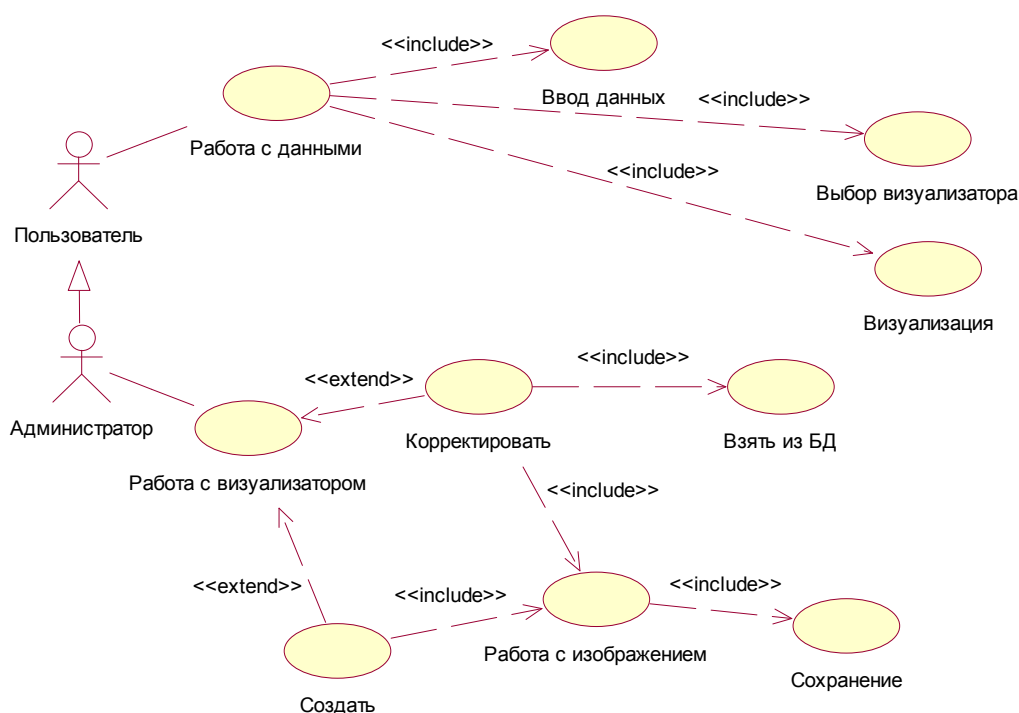 <<include>>
Ввод данных
<<include>>
Работа с данными
<<include>>
Выбор визуализатора
Пользователь
Визуализация
<<include>>
<<extend>>
Администратор
Корректировать
Взять из БД
Работа с визуализатором
<<include>>
<<extend>>
<<include>>
<<include>>
Работа с изображением
Сохранение
Создать